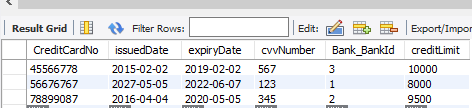 Result Grid Filter Rows: Edit: Export/Impor
CreditCardNo issuedDate expiryDate cvvNumber Bank_BankId creditLimit
45566778 2015-02-02 2019-02-02 567 3 10000
56676767 2027-05-05 2022-06-07 123 1 8000
78899087 2016-04-04 2020-05-05 345 2 9500